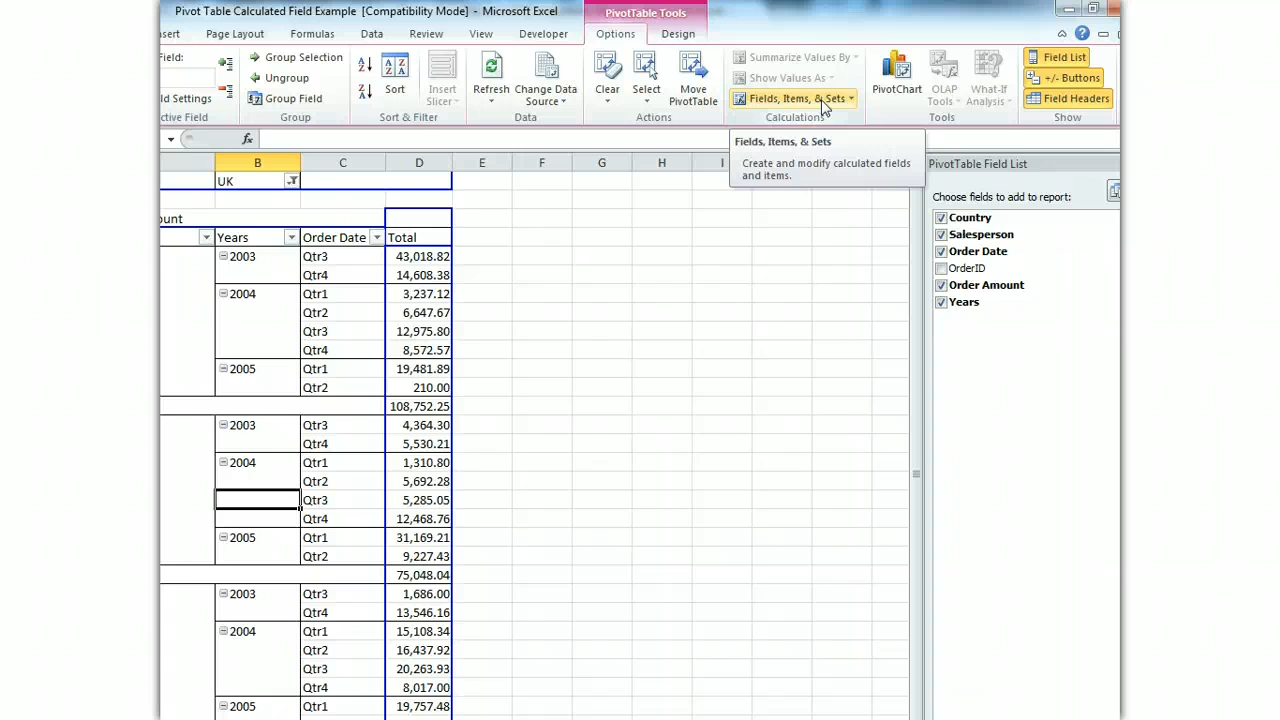 Pivot Table Calculated Field Example [Compatibility Mode] - Microsoft Excel
PivotTable Tools
sert Page Layout Formulas Data Review View Developer Options Design
Field:
ld Settings
ctive Field
Group Selection
Ungroup
Group Field
Group
Sort
Insert Slicer
Sort & Filter
Refresh
Change Data Source
Data
Clear
Select
Move PivotTable
Actions
Summarize Values By
Show Values As
Fields, Items, & Sets
Calculations
PivotChart
OLAP Tools
What-If Analysis
Tools
Field List
+/- Buttons
Field Headers
Show
fx
Fields, Items, & Sets
Create and modify calculated fields
and items.
B C D E F G H I
PivotTable Field List
Choose fields to add to report:
Country
Salesperson
Order Date
OrderID
Order Amount
Years
UK
ount
Years Order Date Total
2003 Qtr3 43,018.82
Qtr4 14,608.38
2004 Qtr1 3,237.12
Qtr2 6,647.67
Qtr3 12,975.80
Qtr4 8,572.57
2005 Qtr1 19,481.89
Qtr2 210.00
108,752.25
2003 Qtr3 4,364.30
Qtr4 5,530.21
2004 Qtr1 1,310.80
Qtr2 5,692.28
Qtr3 5,285.05
Qtr4 12,468.76
2005 Qtr1 31,169.21
Qtr2 9,227.43
75,048.04
2003 Qtr3 1,686.00
Qtr4 13,546.16
2004 Qtr1 15,108.34
Qtr2 16,437.92
Qtr3 20,263.93
Qtr4 8,017.00
2005 Qtr1 19,757.48